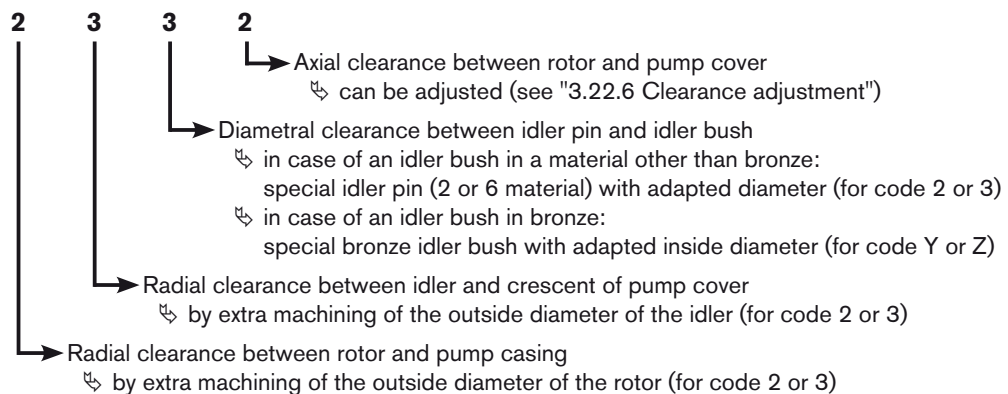 2 3 3 2
Axial clearance between rotor and pump cover
⤷ can be adjusted (see "3.22.6 Clearance adjustment")
Diametral clearance between idler pin and idler bush
⤷ in case of an idler bush in a material other than bronze:
special idler pin (2 or 6 material) with adapted diameter (for code 2 or 3)
⤷ in case of an idler bush in bronze:
special bronze idler bush with adapted inside diameter (for code Y or Z)
Radial clearance between idler and crescent of pump cover
⤷ by extra machining of the outside diameter of the idler (for code 2 or 3)
Radial clearance between rotor and pump casing
⤷ by extra machining of the outside diameter of the rotor (for code 2 or 3)